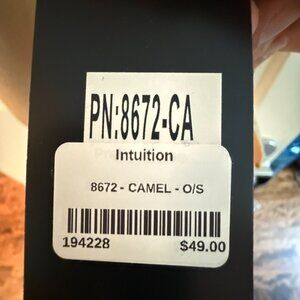 PN:8672-CA
Intuition
8672 - CAMEL - O/S
194228
$49.00